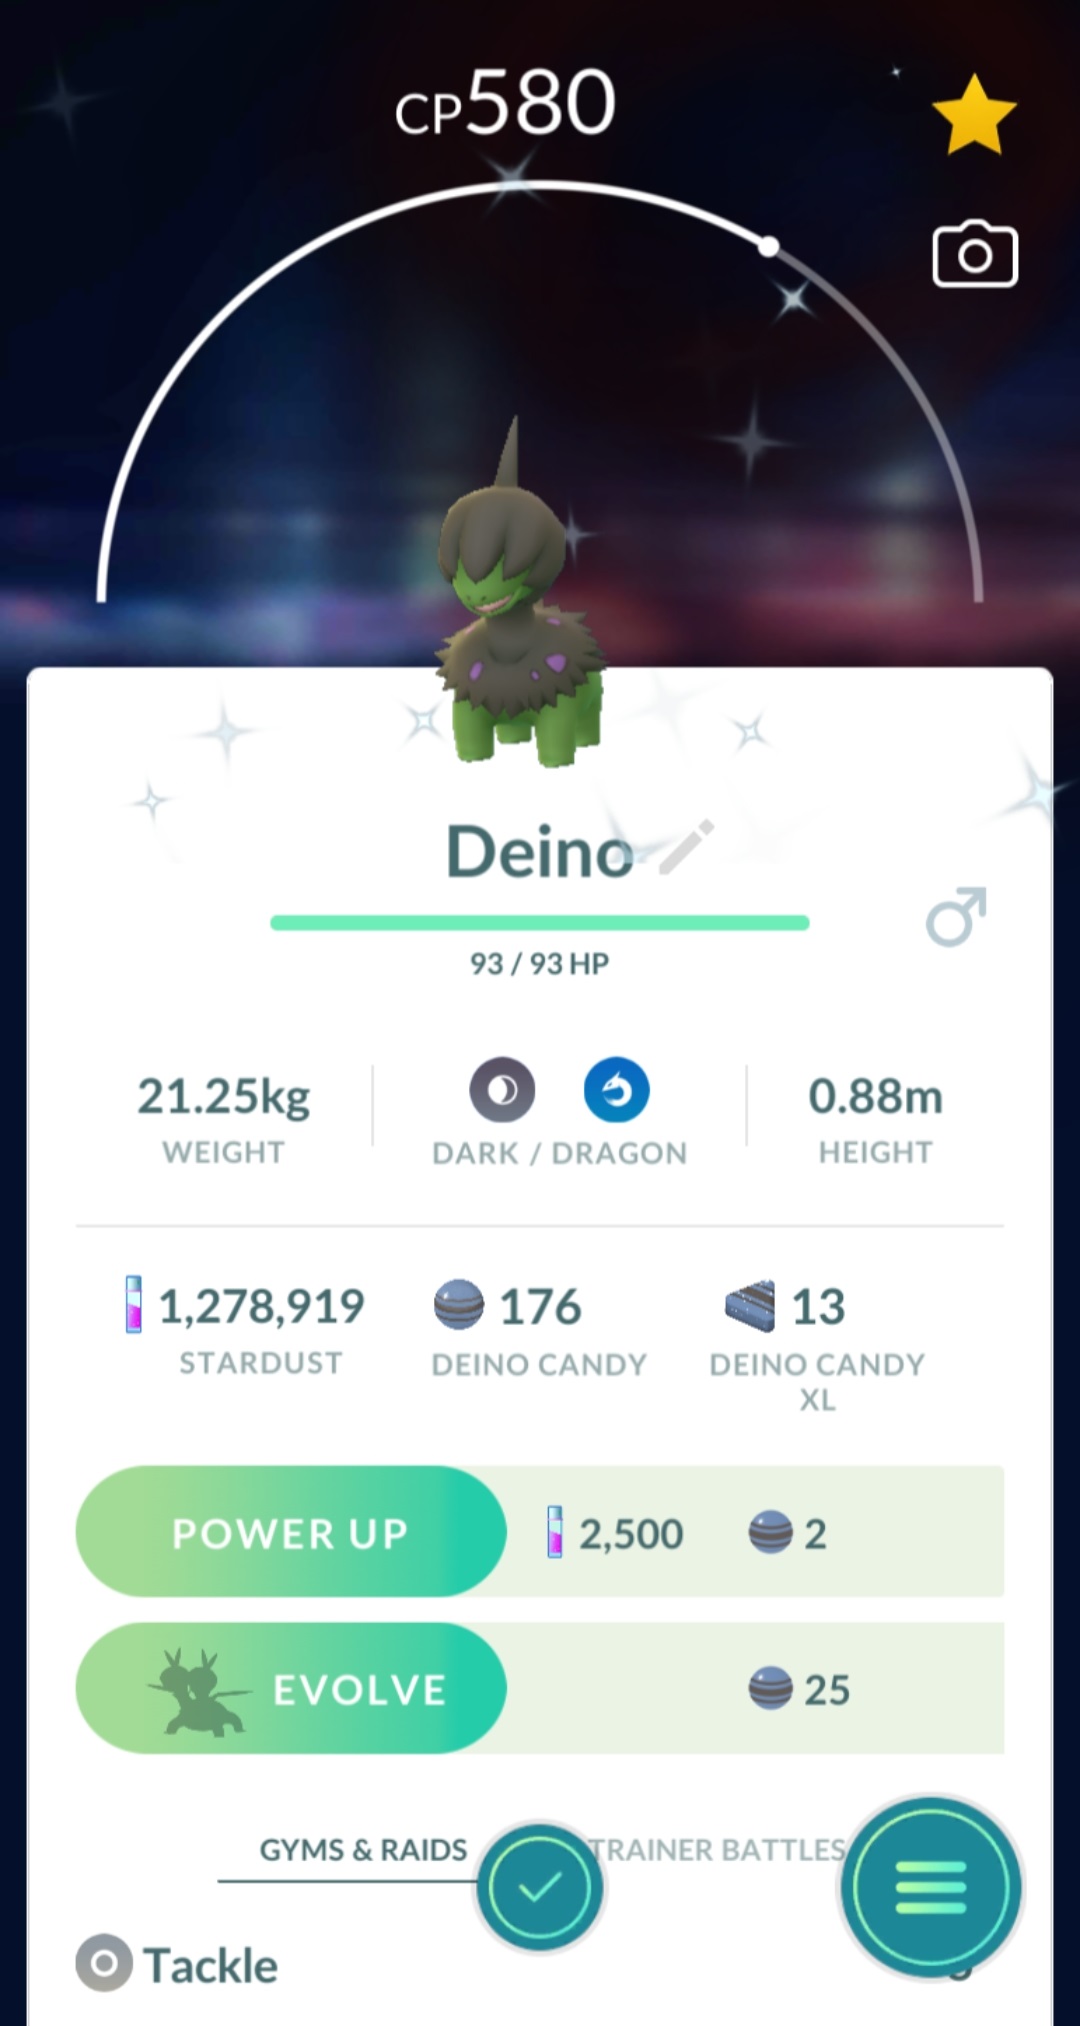 CP580
Deino
93 / 93 HP
21.25kg
WEIGHT
DARK / DRAGON
0.88m
HEIGHT
1,278,919
STARDUST
176
DEINO CANDY
13
DEINO CANDY
XL
POWER UP
2,500
2
EVOLVE
25
GYMS & RAIDS
TRAINER BATTLES
Tackle